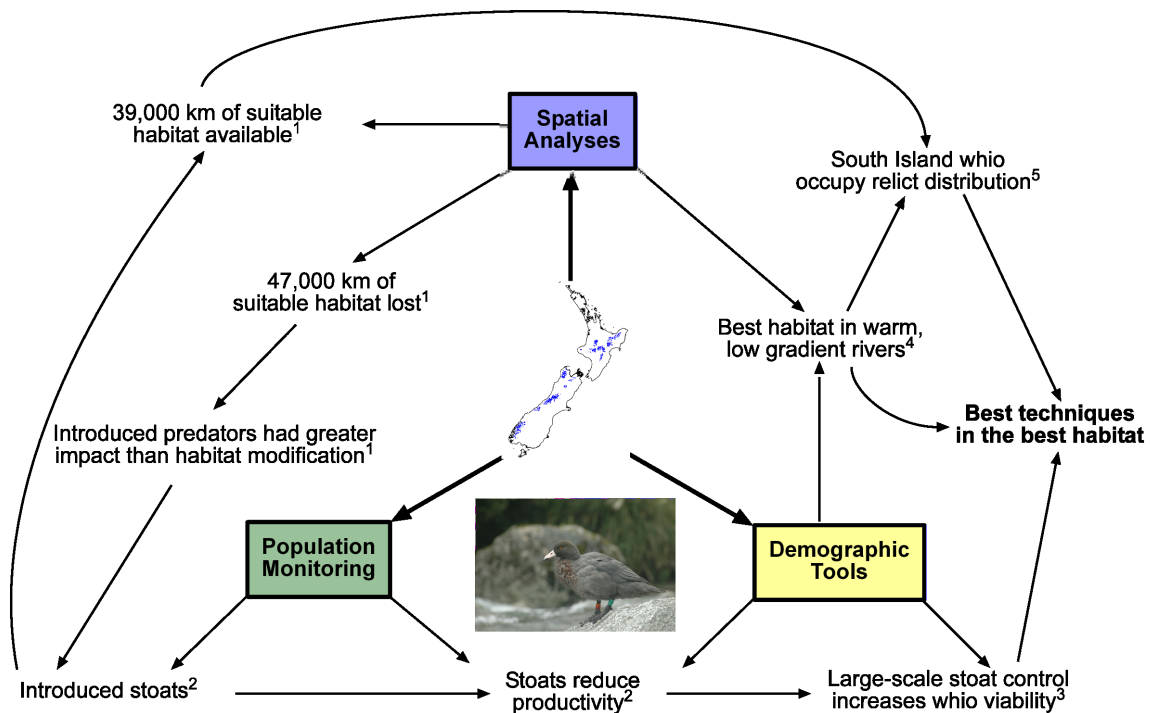 39,000 km of suitable
habitat available1
Spatial
Analyses
South Island whio
occupy relict distribution5
47,000 km of
suitable habitat lost1
Best habitat in warm,
low gradient rivers4
Best techniques
in the best habitat
Introduced predators had greater
impact than habitat modification1
Population
Monitoring
Demographic
Tools
Introduced stoats2
Stoats reduce
productivity2
Large-scale stoat control
increases whio viability3